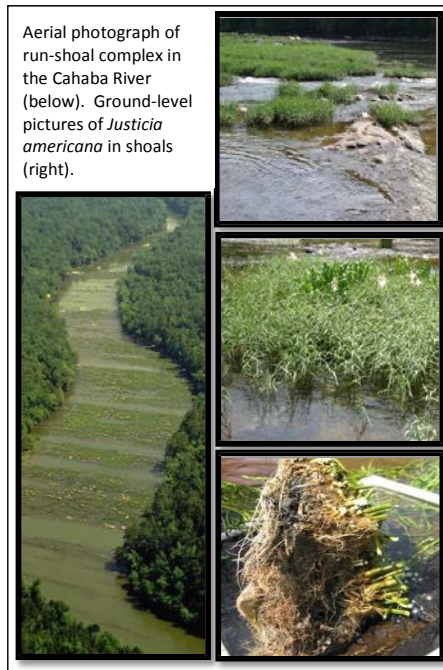 Aerial photograph of
run-shoal complex in
the Cahaba River
(below).  Ground-level
pictures of Justicia
americana in shoals
(right).